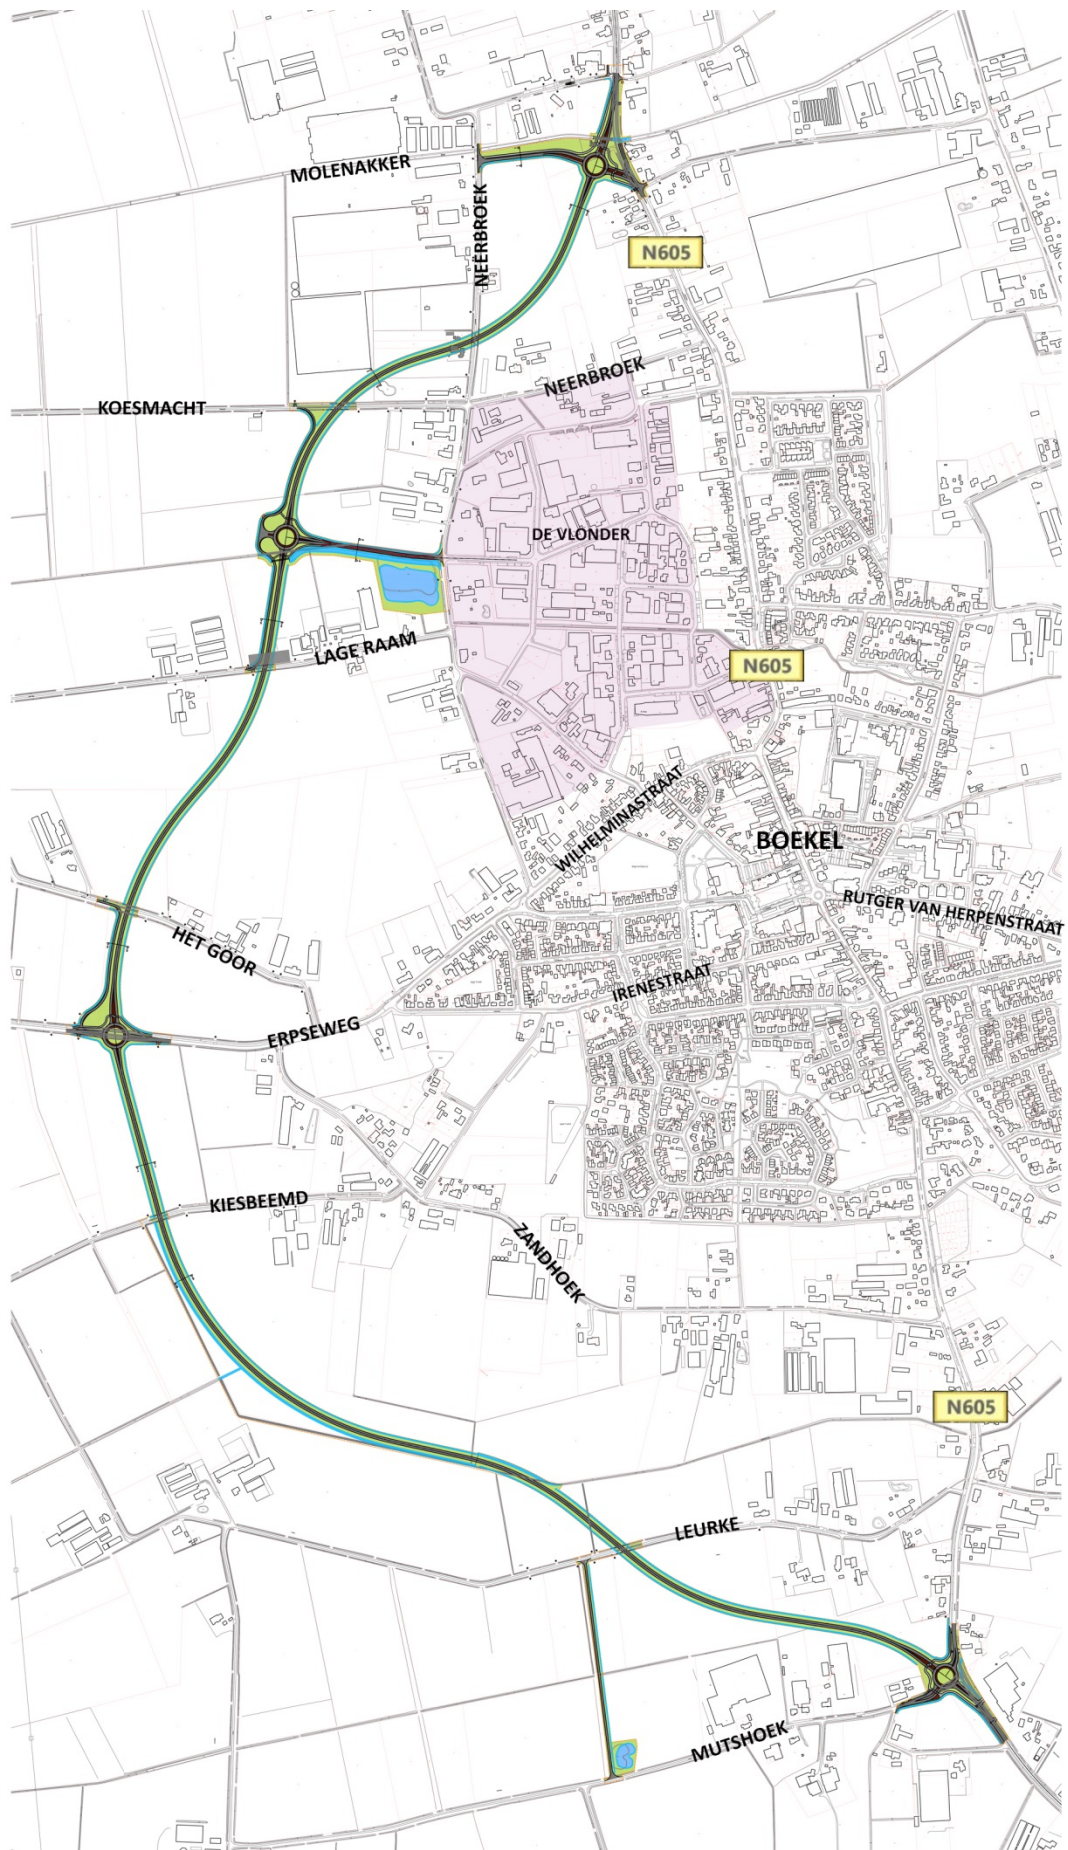 MOLENAKKER
NEERBROEK
N605
NEERBROEK
KOESMACHT
DE VLONDER
LAGE RAAM
N605
WILHELMINASTRAAT
BOEKEL
RUTGER VAN HERPENSTRAAT
HET GOOR
IRENESTRAAT
ERPSEWEG
KIESBEEMD
ZANDHOEK
N605
LEURKE
MUTSHOEK